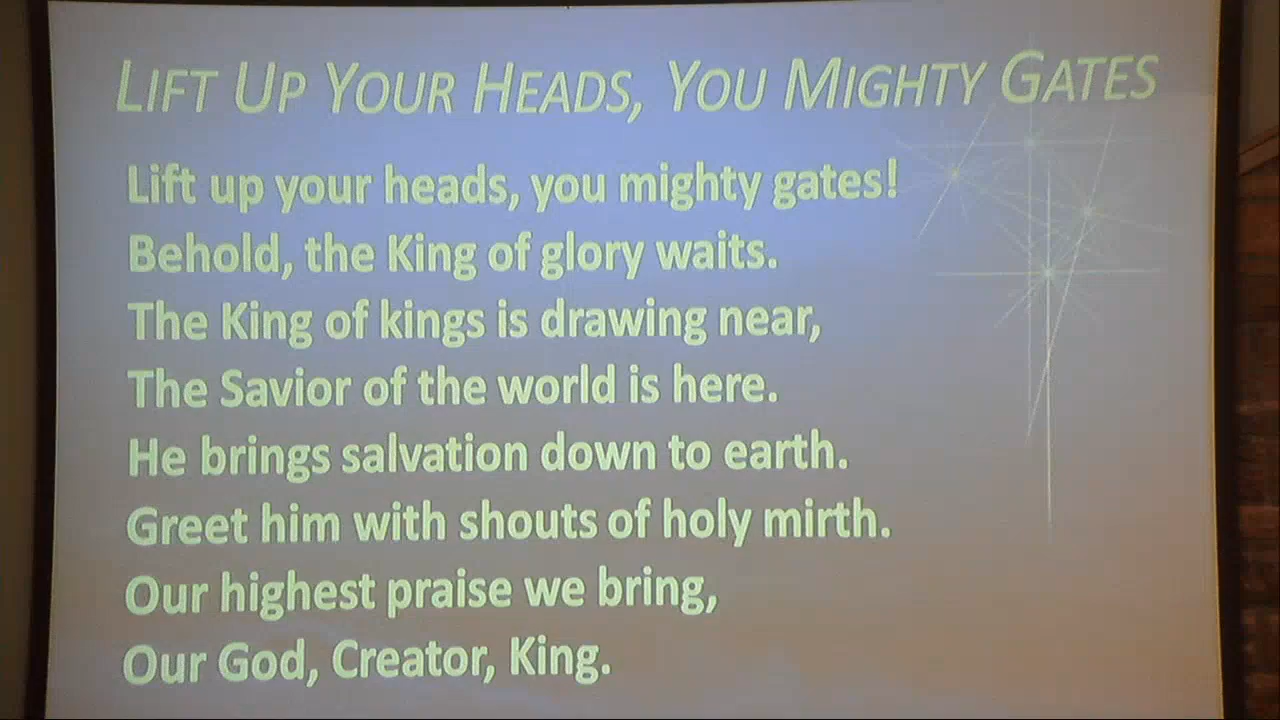 LIFT UP YOUR HEADS, YOU MIGHTY GATES
Lift up your heads, you mighty gates!
Behold, the King of glory waits.
The King of kings is drawing near,
The Savior of the world is here.
He brings salvation down to earth.
Greet him with shouts of holy mirth.
Our highest praise we bring,
Our God, Creator, King.